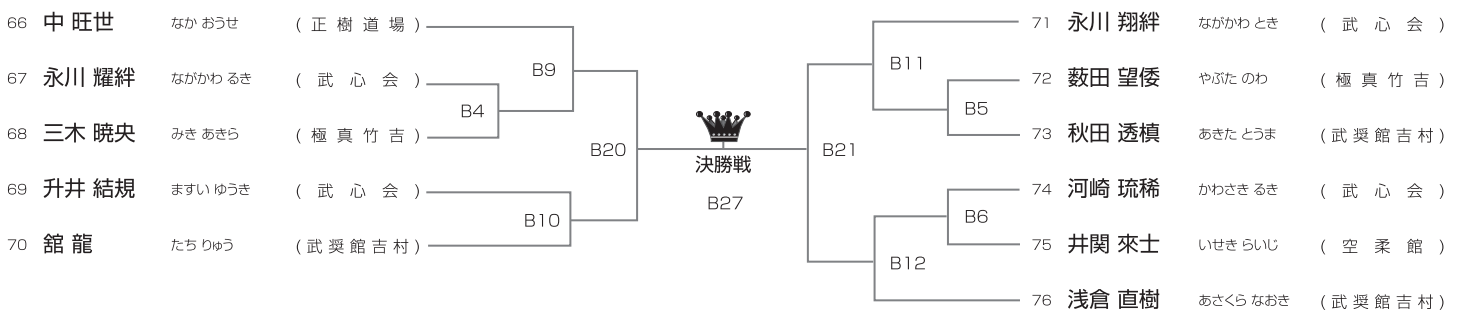 66 中 旺世 なか おうせ (正樹道場)
67 永川 耀絆 ながかわ るき (武心会)
68 三木 暁央 みき あきら (極真竹吉)
69 升井 結規 ますい ゆうき (武心会)
70 舘 龍 たち りゅう (武奨館吉村)
B9
B4
B20
B10
決勝戦
B27
B11
B5
B21
B6
B12
71 永川 翔絆 ながかわ とき (武心会)
72 薮田 望倭 やぶた のわ (極真竹吉)
73 秋田 透槙 あきた とうま (武奨館吉村)
74 河崎 琉稀 かわさき るき (武心会)
75 井関 來士 いせき らいじ (空柔館)
76 浅倉 直樹 あさくら なおき (武奨館吉村)